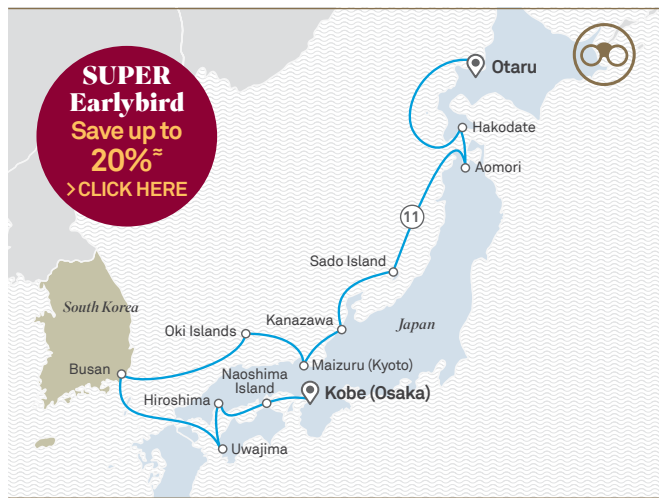 SUPER
Earlybird
Save up to
20%≈
> CLICK HERE
Otaru
Hakodate
Aomori
11
Sado Island
South Korea
Kanazawa
Japan
Oki Islands
Maizuru (Kyoto)
Busan
Naoshima
Island
Hiroshima
Kobe (Osaka)
Uwajima